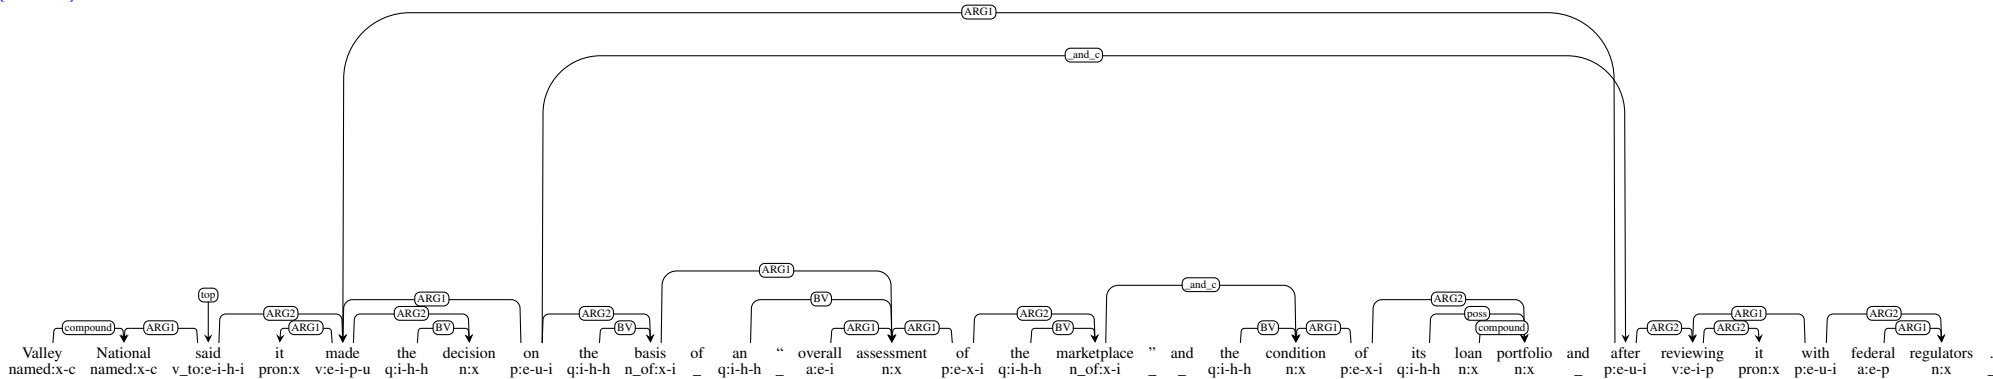 ARG1
_and_c
ARG1
_and_c
top ARG1 BV ARG2
ARG2 ARG2 ARG2 ARG2 poss ARG1 ARG2
compound ARG1 ARG1 BV BV ARG1 ARG1 BV BV ARG1 compound ARG2 ARG2 ARG1
Valley National said it made the decision on the basis of an “ overall assessment of the marketplace ” and the condition of its loan portfolio and after reviewing it with federal regulators .
named:x-c named:x-c v_to:e-i-h-i pron:x v:e-i-p-u q:i-h-h n:x p:e-u-i q:i-h-h n_of:x-i _ q:i-h-h _ a:e-i n:x p:e-x-i q:i-h-h n_of:x-i _ _ q:i-h-h n:x p:e-x-i q:i-h-h n:x n:x _ p:e-u-i v:e-i-p pron:x p:e-u-i a:e-p n:x _